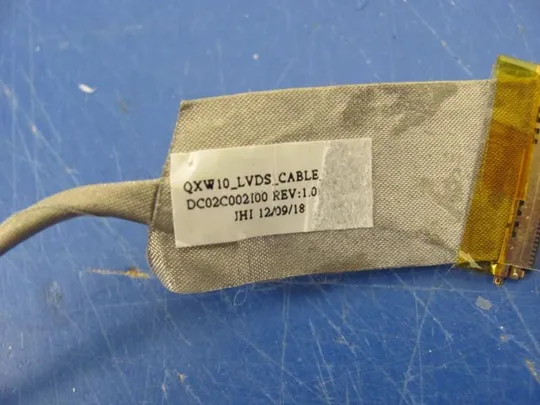 QXW10_LVDS_CABLE
DC02C002I00 REV:1.0
JHI 12/09/18